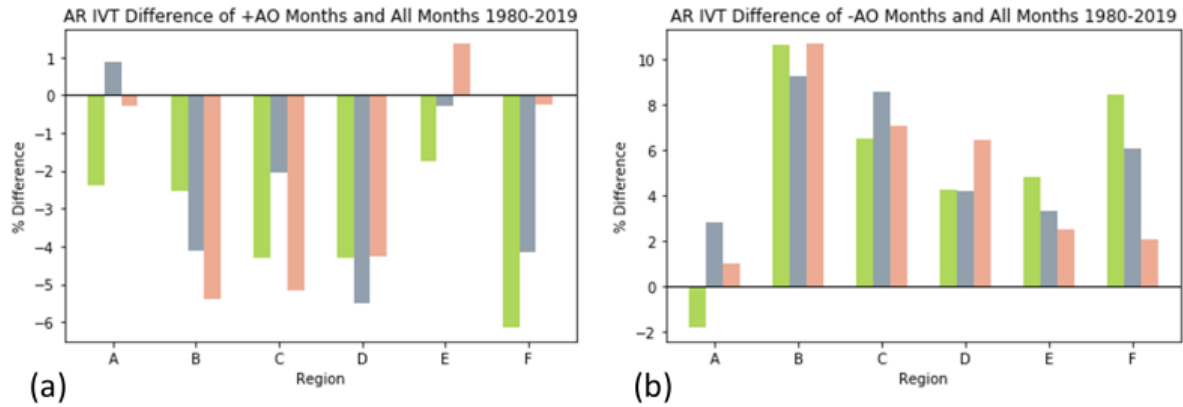 AR IVT Difference of +AO Months and All Months 1980-2019
1
0
−1
−2
−3
−4
−5
−6
% Difference
A B C D E F
Region
(a)
AR IVT Difference of -AO Months and All Months 1980-2019
10
8
6
4
2
0
−2
% Difference
A B C D E F
Region
(b)